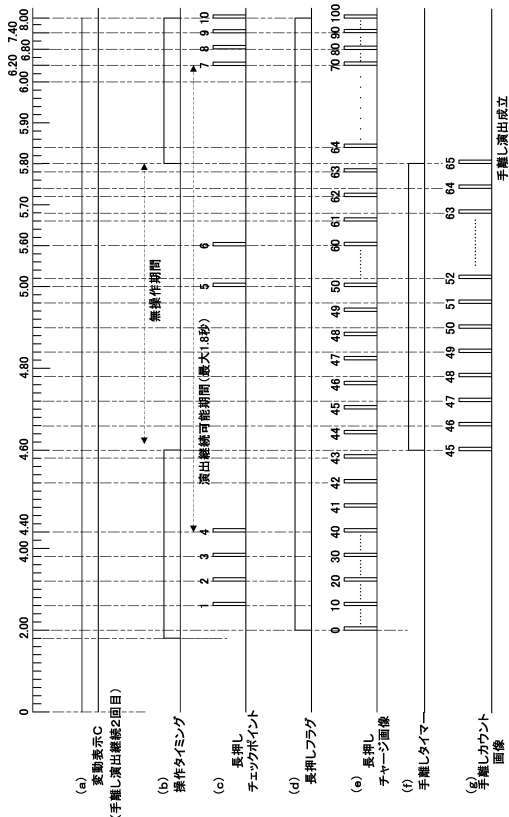 0 2.00 4.00 4.40 4.60 4.80 5.00 5.60 5.70 5.80 5.90 6.00 6.20 6.80 7.40 8.00
(a)
変動表示C
(手離し演出継続2回目)
(b)
操作タイミング
無操作期間
(c)
長押し
チェックポイント
1 2 3 4 5 6 7 8 9 10
演出継続可能期間(最大1.8秒)
(d)
長押しフラグ
(e)
長押し
チャージ画像
0 10 20 30 40 41 42 43 44 45 46 47 48 49 50 60 61 62 63 64 70 80 90 100
(f)
手離しタイマー
(g)
手離しカウント
画像
45 46 47 48 49 50 51 52 63 64 65
手離し演出成立